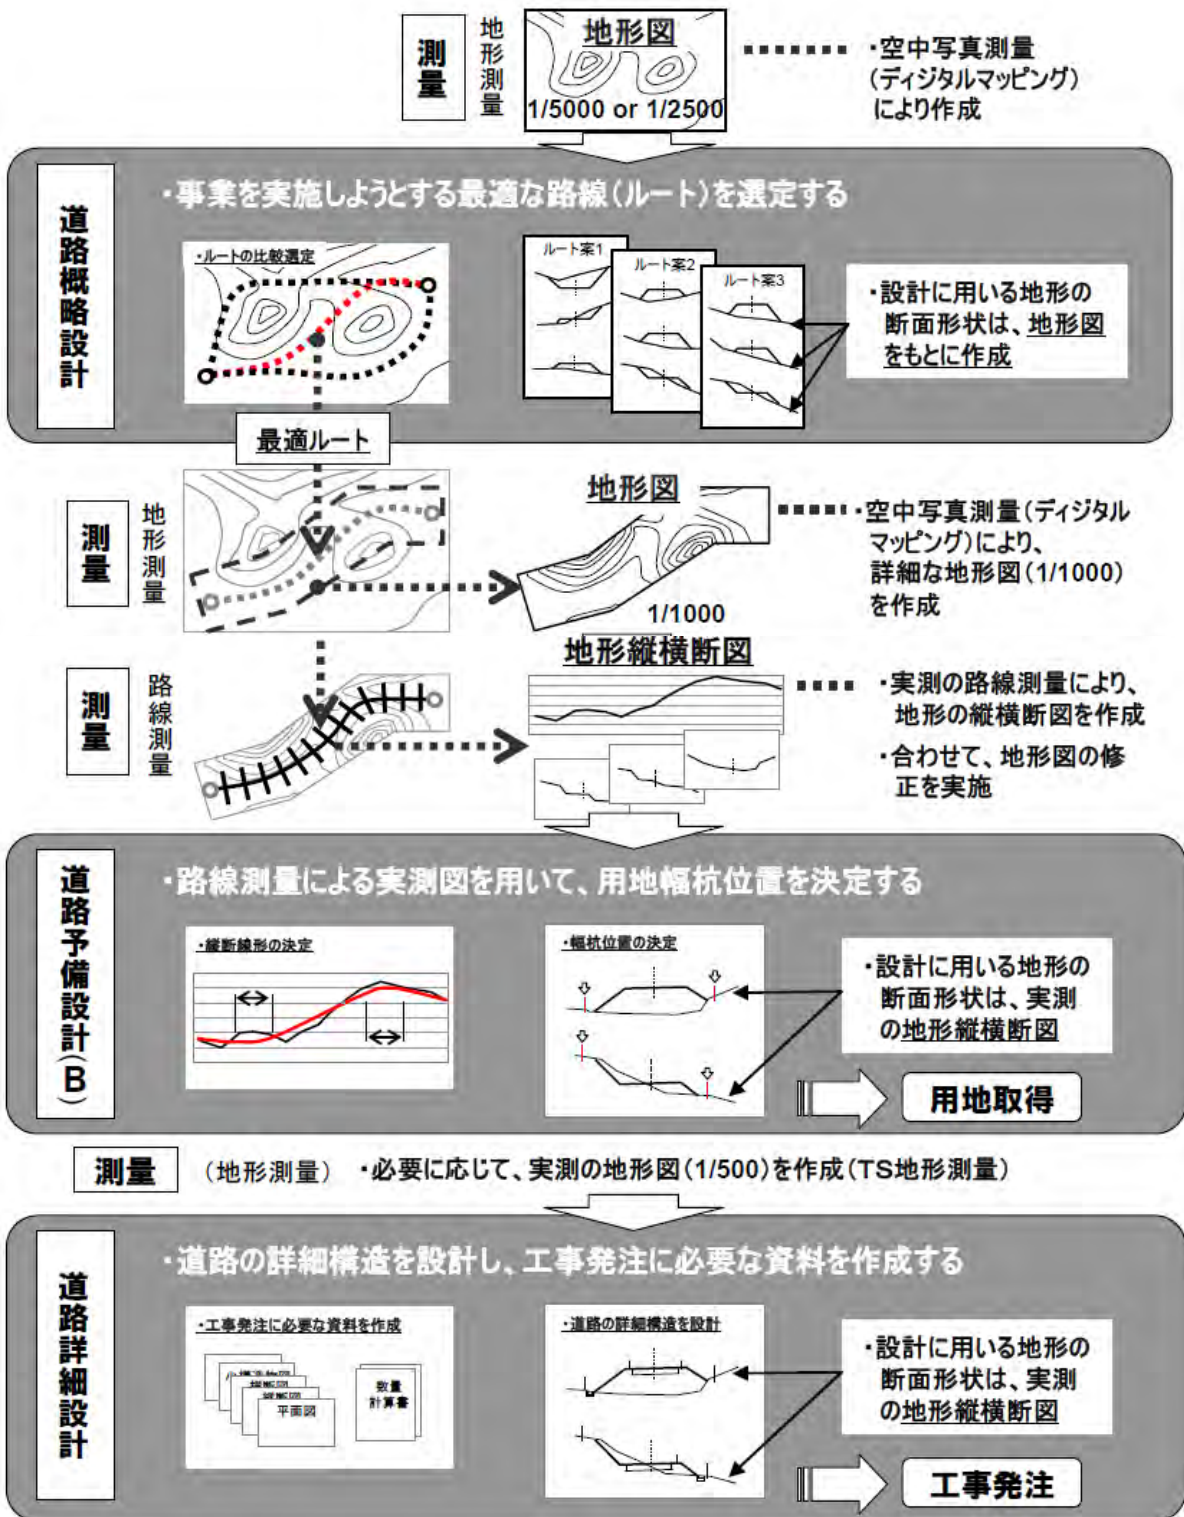 測量
地形測量
地形図
1/5000 or 1/2500
・空中写真測量
(ディジタルマッピング)
により作成
道路概略設計
・事業を実施しようとする最適な路線(ルート)を選定する
・ルートの比較選定
ルート案1
ルート案2
ルート案3
・設計に用いる地形の
断面形状は、地形図
をもとに作成
最適ルート
測量
地形測量
地形図
1/1000
・空中写真測量(ディジタル
マッピング)により、
詳細な地形図(1/1000)
を作成
測量
路線測量
地形縦横断図
・実測の路線測量により、
地形の縦横断図を作成
・合わせて、地形図の修
正を実施
道路予備設計(B)
・路線測量による実測図を用いて、用地幅杭位置を決定する
・縦断線形の決定
・幅杭位置の決定
・設計に用いる地形の
断面形状は、実測
の地形縦横断図
用地取得
測量
(地形測量)
・必要に応じて、実測の地形図(1/500)を作成(TS地形測量)
道路詳細設計
・道路の詳細構造を設計し、工事発注に必要な資料を作成する
・工事発注に必要な資料を作成
平面図
数量
計算書
・道路の詳細構造を設計
・設計に用いる地形の
断面形状は、実測
の地形縦横断図
工事発注